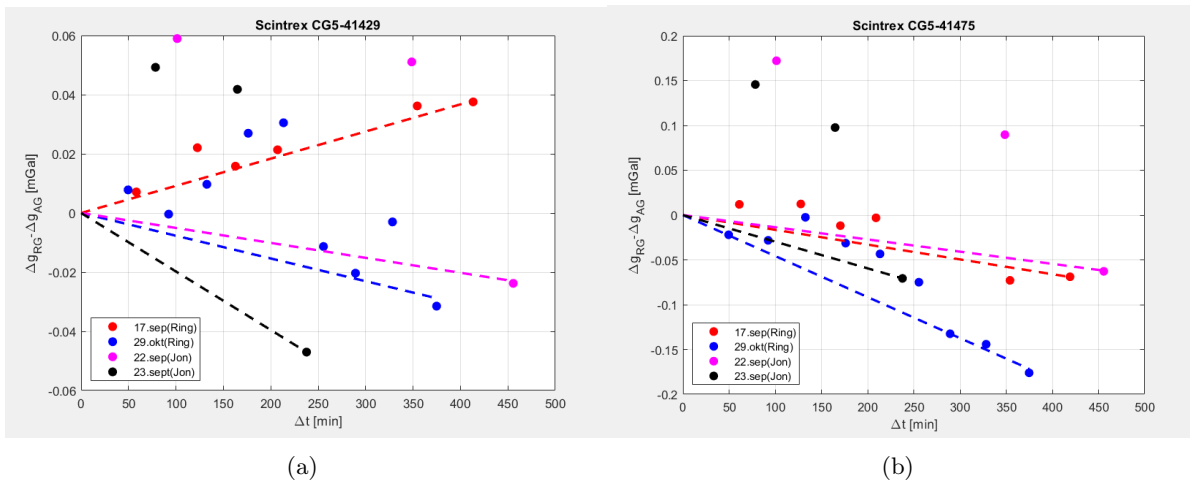 Scintrex CG5-41429
0.06
0.04
0.02
0
-0.02
-0.04
-0.06
Δg_RG-Δg_AG [mGal]
17.sep(Ring)
29.okt(Ring)
22.sep(Jon)
23.sept(Jon)
0 50 100 150 200 250 300 350 400 450 500
Δt [min]
(a)
Scintrex CG5-41475
0.2
0.15
0.1
0.05
0
-0.05
-0.1
-0.15
-0.2
Δg_RG-Δg_AG [mGal]
17.sep(Ring)
29.okt(Ring)
22.sep(Jon)
23.sep(Jon)
0 50 100 150 200 250 300 350 400 450 500
Δt [min]
(b)